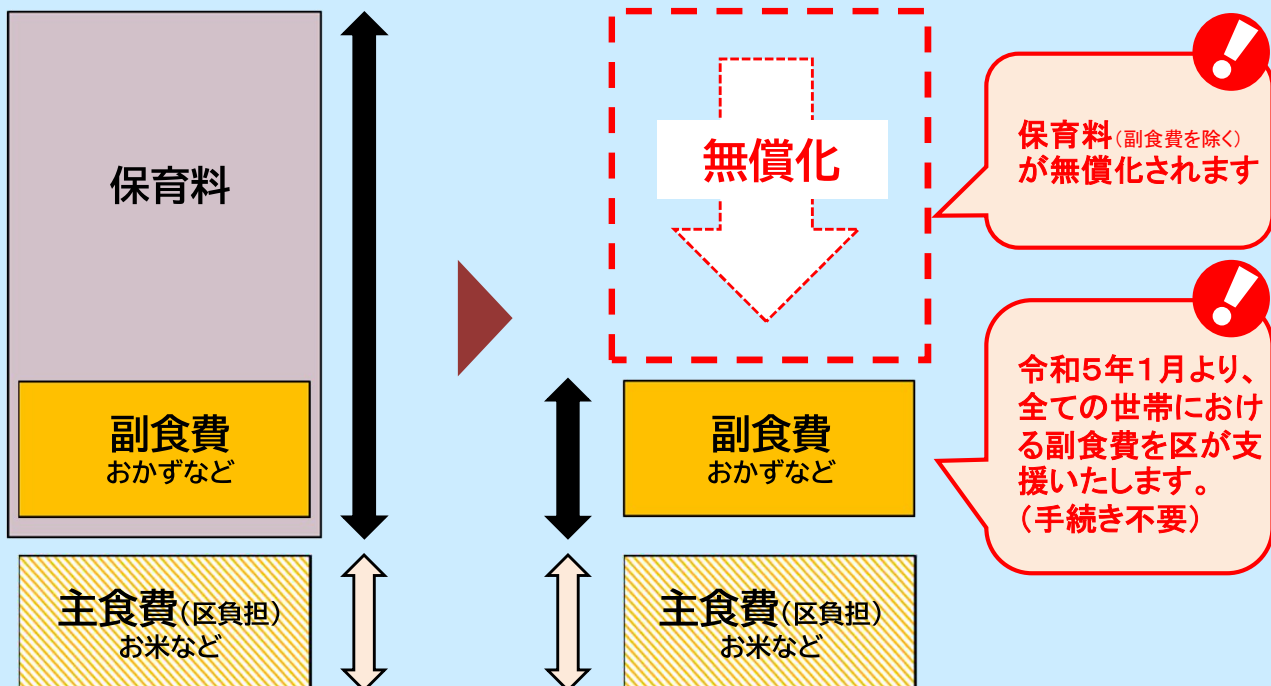 保育料
副食費
おかずなど
主食費(区負担)
お米など
無償化
副食費
おかずなど
主食費(区負担)
お米など
保育料(副食費を除く)
が無償化されます
令和5年1月より、
全ての世帯におけ
る副食費を区が支
援いたします。
(手続き不要)